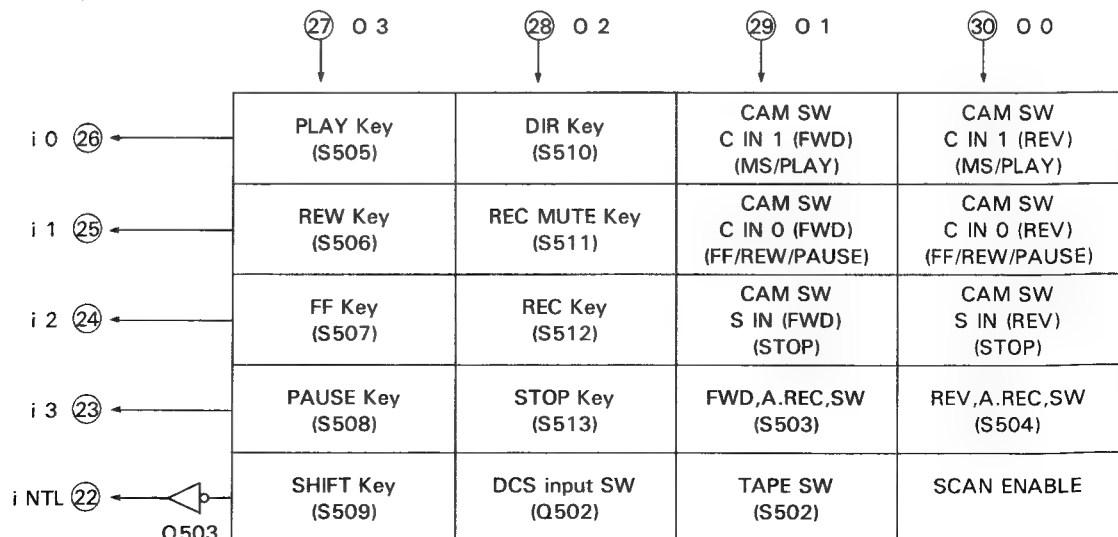 27 O 3 28 O 2 29 O 1 30 O 0
i 0 26
PLAY Key
(S505)
DIR Key
(S510)
CAM SW
C IN 1 (FWD)
(MS/PLAY)
CAM SW
C IN 1 (REV)
(MS/PLAY)
i 1 25
REW Key
(S506)
REC MUTE Key
(S511)
CAM SW
C IN 0 (FWD)
(FF/REW/PAUSE)
CAM SW
C IN 0 (REV)
(FF/REW/PAUSE)
i 2 24
FF Key
(S507)
REC Key
(S512)
CAM SW
S IN (FWD)
(STOP)
CAM SW
S IN (REV)
(STOP)
i 3 23
PAUSE Key
(S508)
STOP Key
(S513)
FWD,A.REC,SW
(S503)
REV,A.REC,SW
(S504)
i NTL 22
Q503
SHIFT Key
(S509)
DCS input SW
(Q502)
TAPE SW
(S502)
SCAN ENABLE